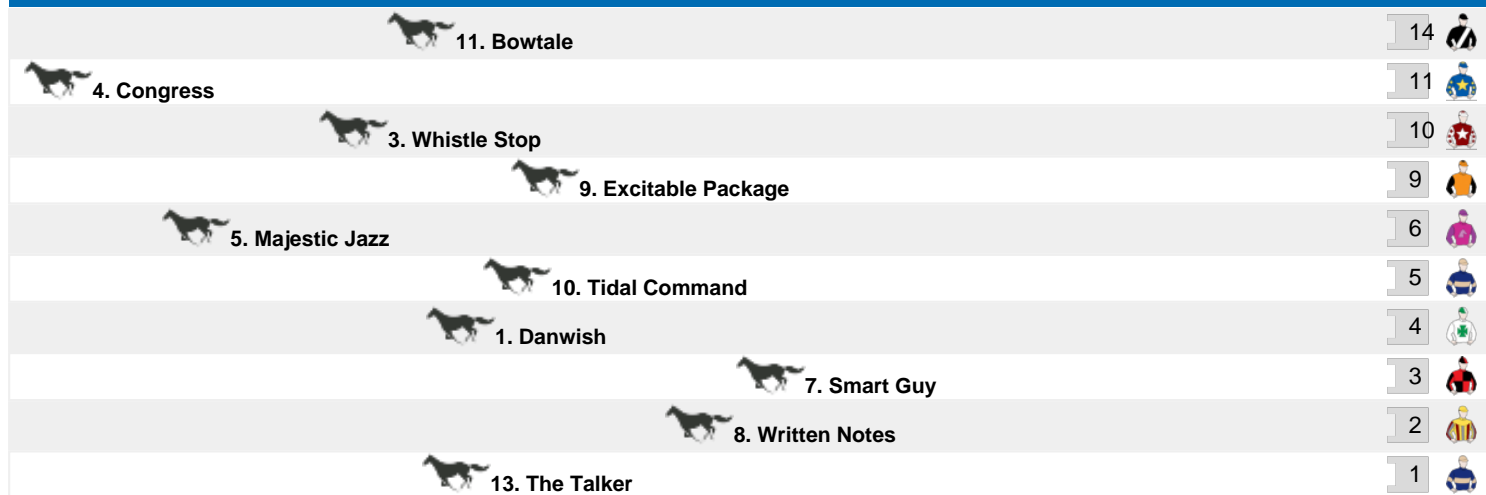 11. Bowtale 14
4. Congress 11
3. Whistle Stop 10
9. Excitable Package 9
5. Majestic Jazz 6
10. Tidal Command 5
1. Danwish 4
7. Smart Guy 3
8. Written Notes 2
13. The Talker 1